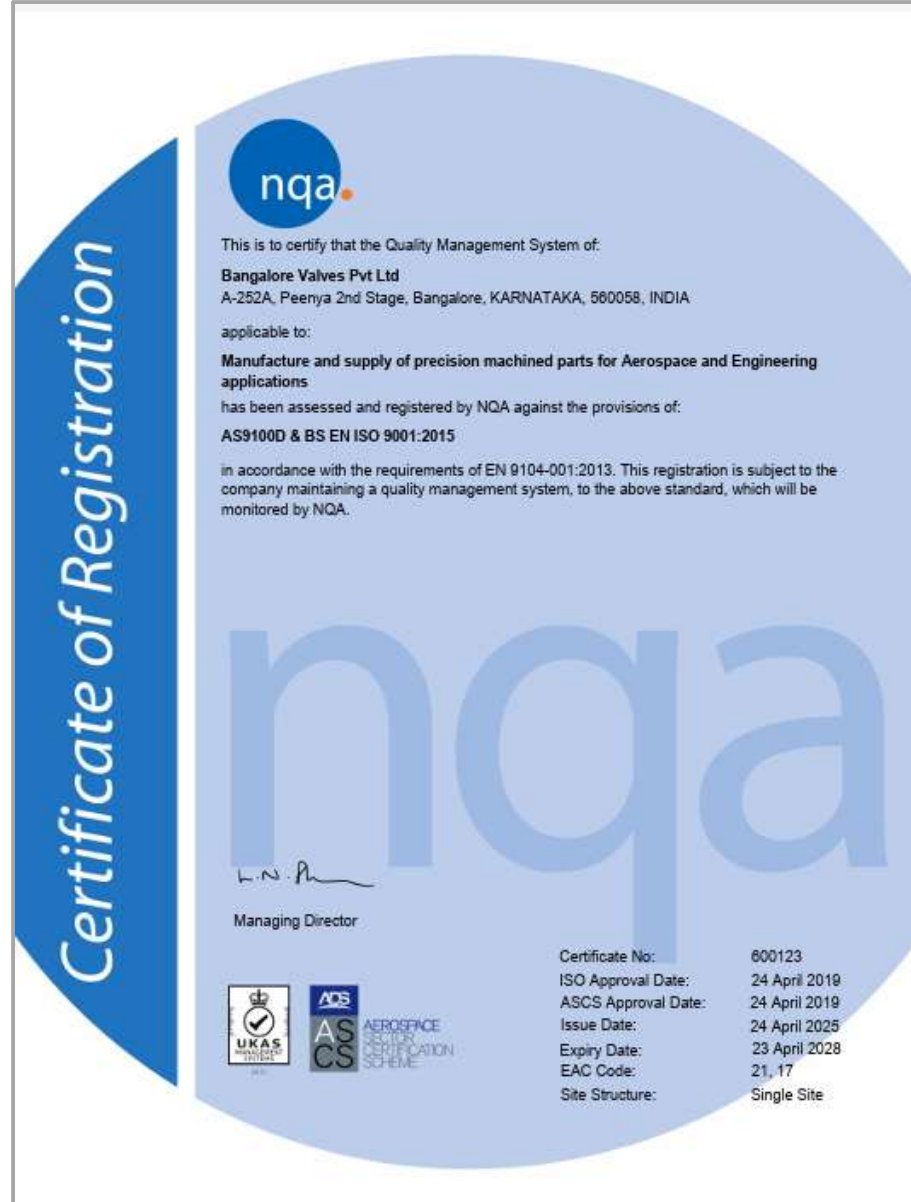 Certificate of Registration
nqa.
This is to certify that the Quality Management System of:
Bangalore Valves Pvt Ltd
A-252A, Peenya 2nd Stage, Bangalore, KARNATAKA, 560058, INDIA
applicable to:
Manufacture and supply of precision machined parts for Aerospace and Engineering
applications
has been assessed and registered by NQA against the provisions of:
AS9100D & BS EN ISO 9001:2015
in accordance with the requirements of EN 9104-001:2013. This registration is subject to the
company maintaining a quality management system, to the above standard, which will be
monitored by NQA.
nqa
L.N.
Managing Director
Certificate No: 600123
ISO Approval Date: 24 April 2019
ASCS Approval Date: 24 April 2019
Issue Date: 24 April 2025
Expiry Date: 23 April 2028
EAC Code: 21, 17
Site Structure: Single Site
UKAS
MANAGEMENT
SYSTEMS
ADS
AS
CS
AEROSPACE
SECTOR
CERTIFICATION
SCHEME